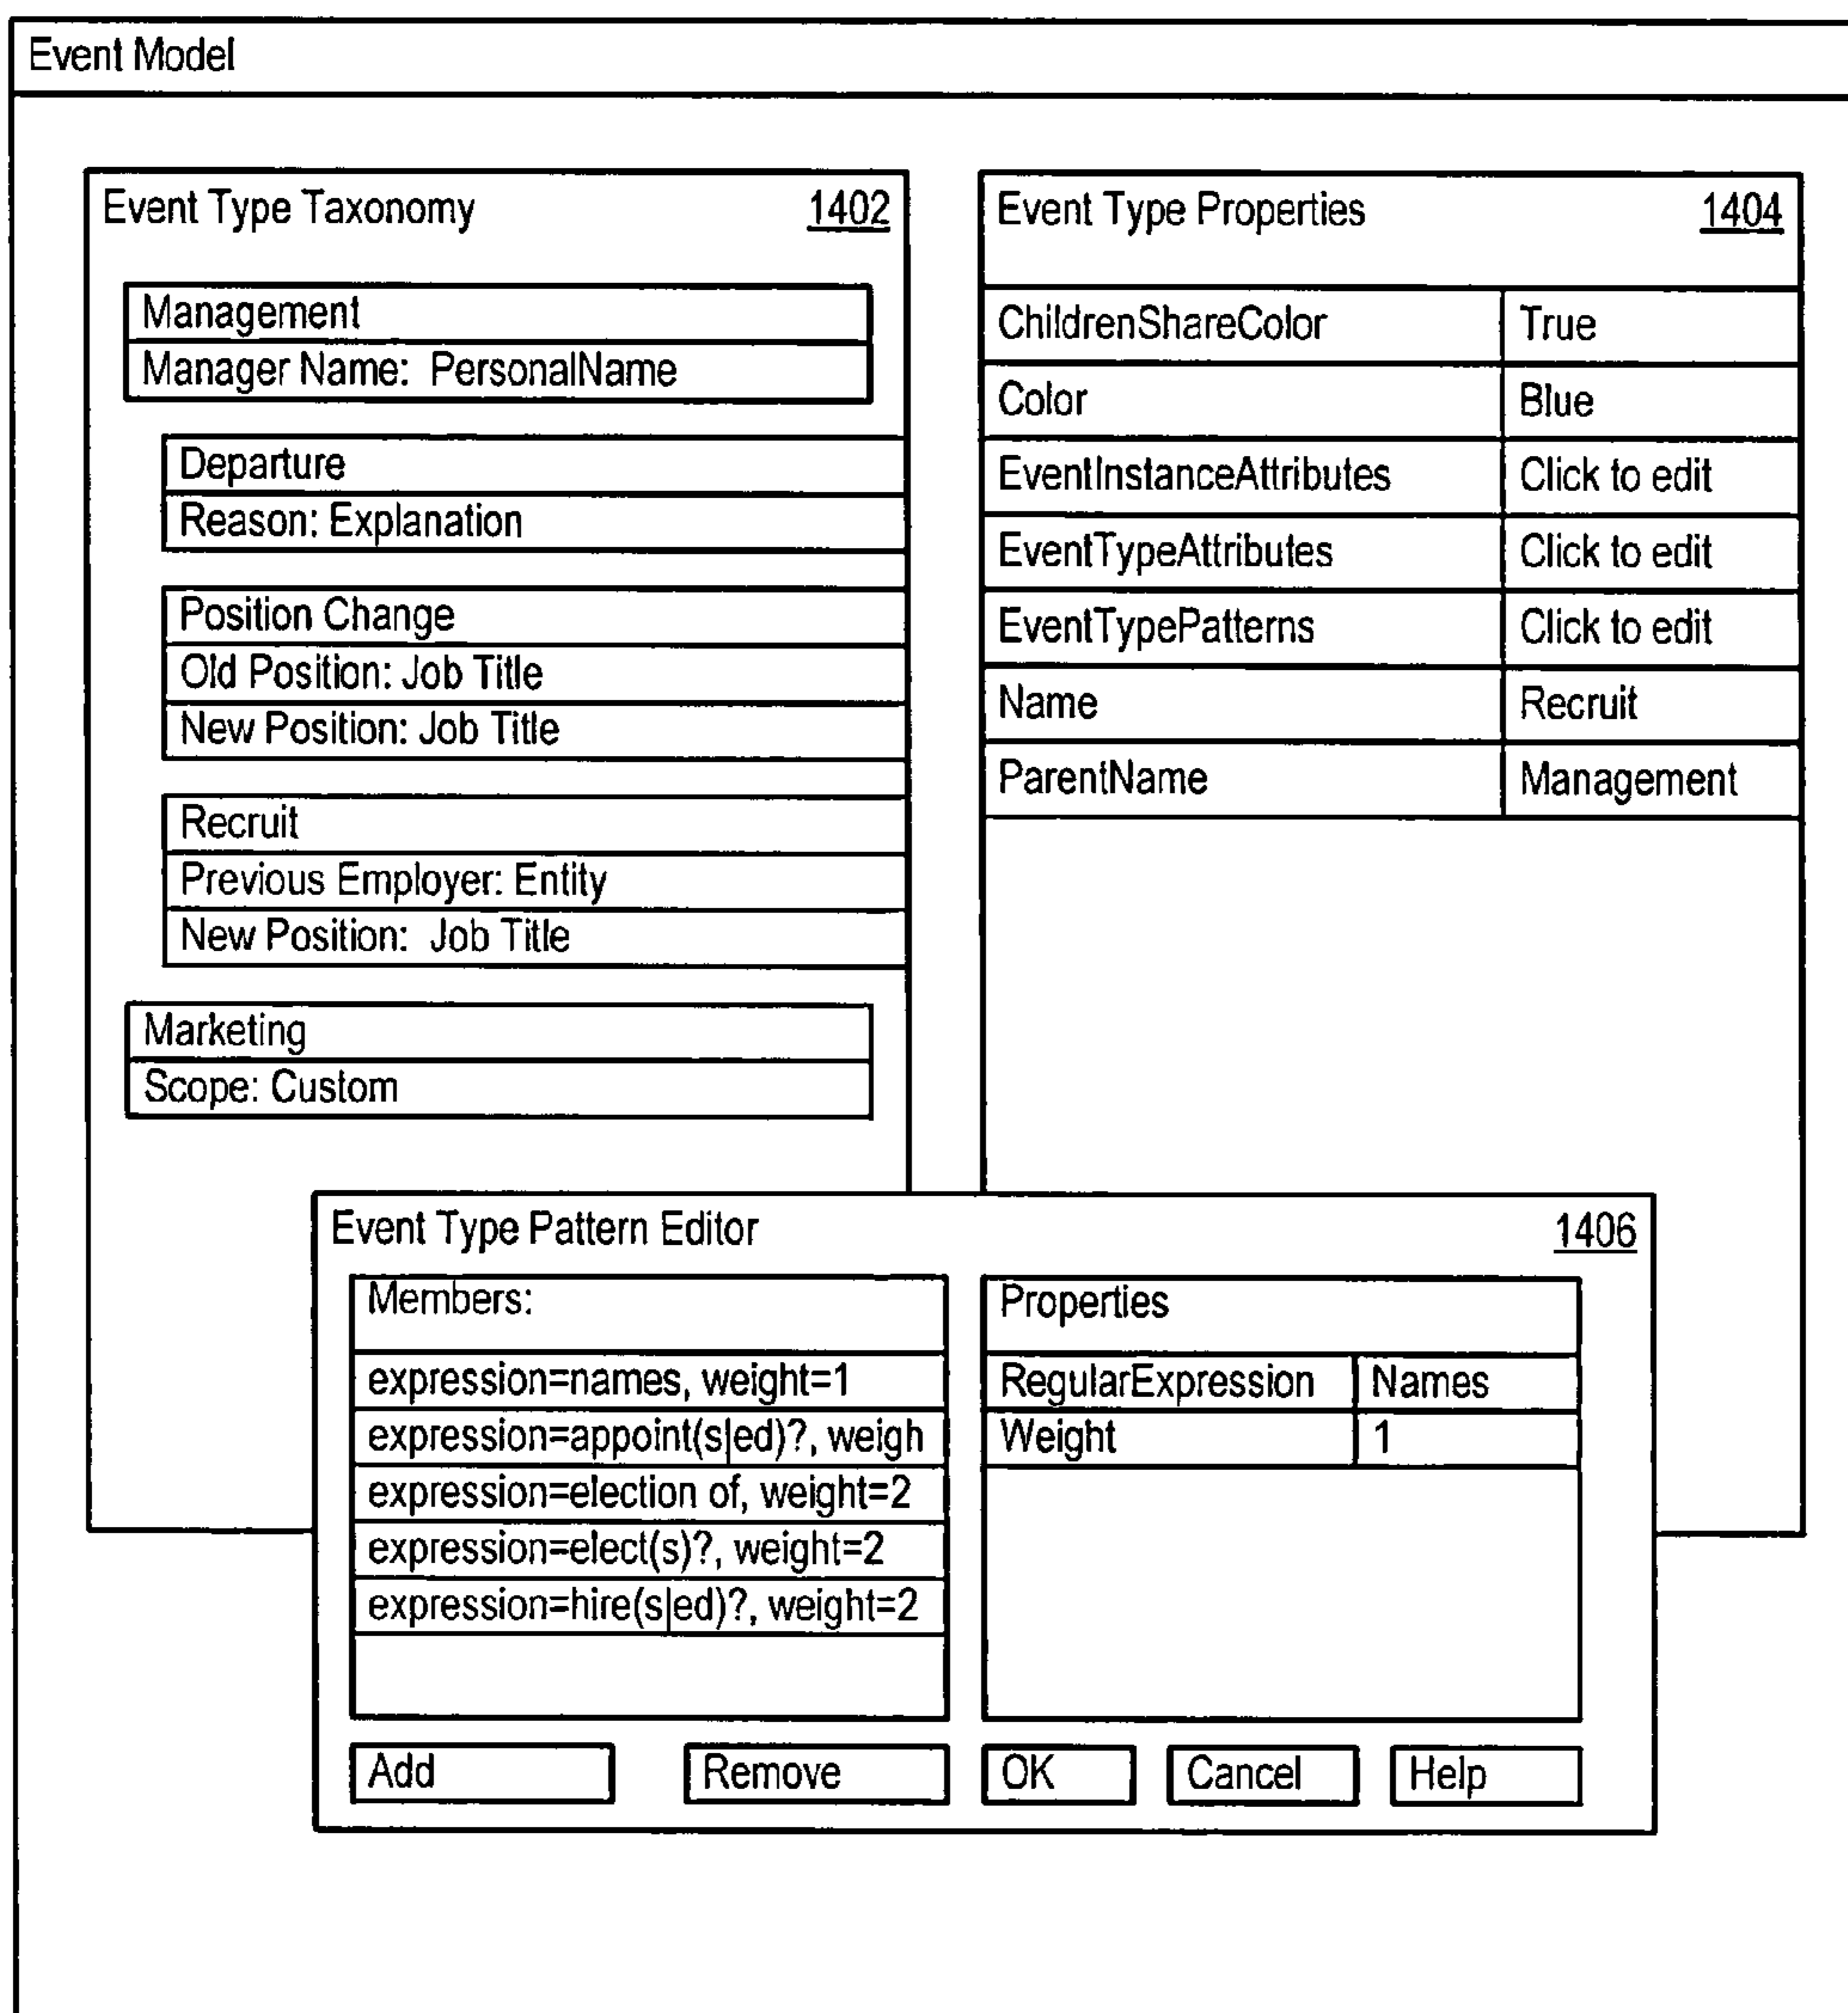 Event Model
Event Type Taxonomy 1402
Management
Manager Name: PersonalName
Departure
Reason: Explanation
Position Change
Old Position: Job Title
New Position: Job Title
Recruit
Previous Employer: Entity
New Position: Job Title
Marketing
Scope: Custom
Event Type Properties 1404
ChildrenShareColor True
Color Blue
EventInstanceAttributes Click to edit
EventTypeAttributes Click to edit
EventTypePatterns Click to edit
Name Recruit
ParentName Management
Event Type Pattern Editor 1406
Members:
expression=names, weight=1
expression=appoint(s|ed)?, weigh
expression=election of, weight=2
expression=elect(s)?, weight=2
expression=hire(s|ed)?, weight=2
Properties
RegularExpression Names
Weight 1
Add Remove OK Cancel Help